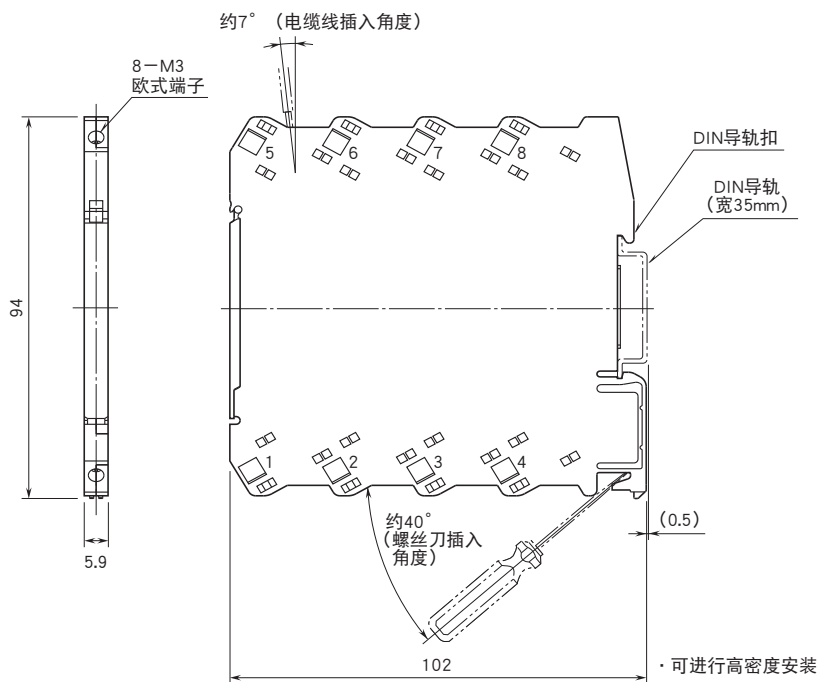 约7°（电缆线插入角度）
8－M3
欧式端子
5
6
7
8
DIN导轨扣
DIN导轨
（宽35mm）
94
1
2
3
4
约40°
（螺丝刀插入
角度）
（0.5）
5.9
102
・可进行高密度安装